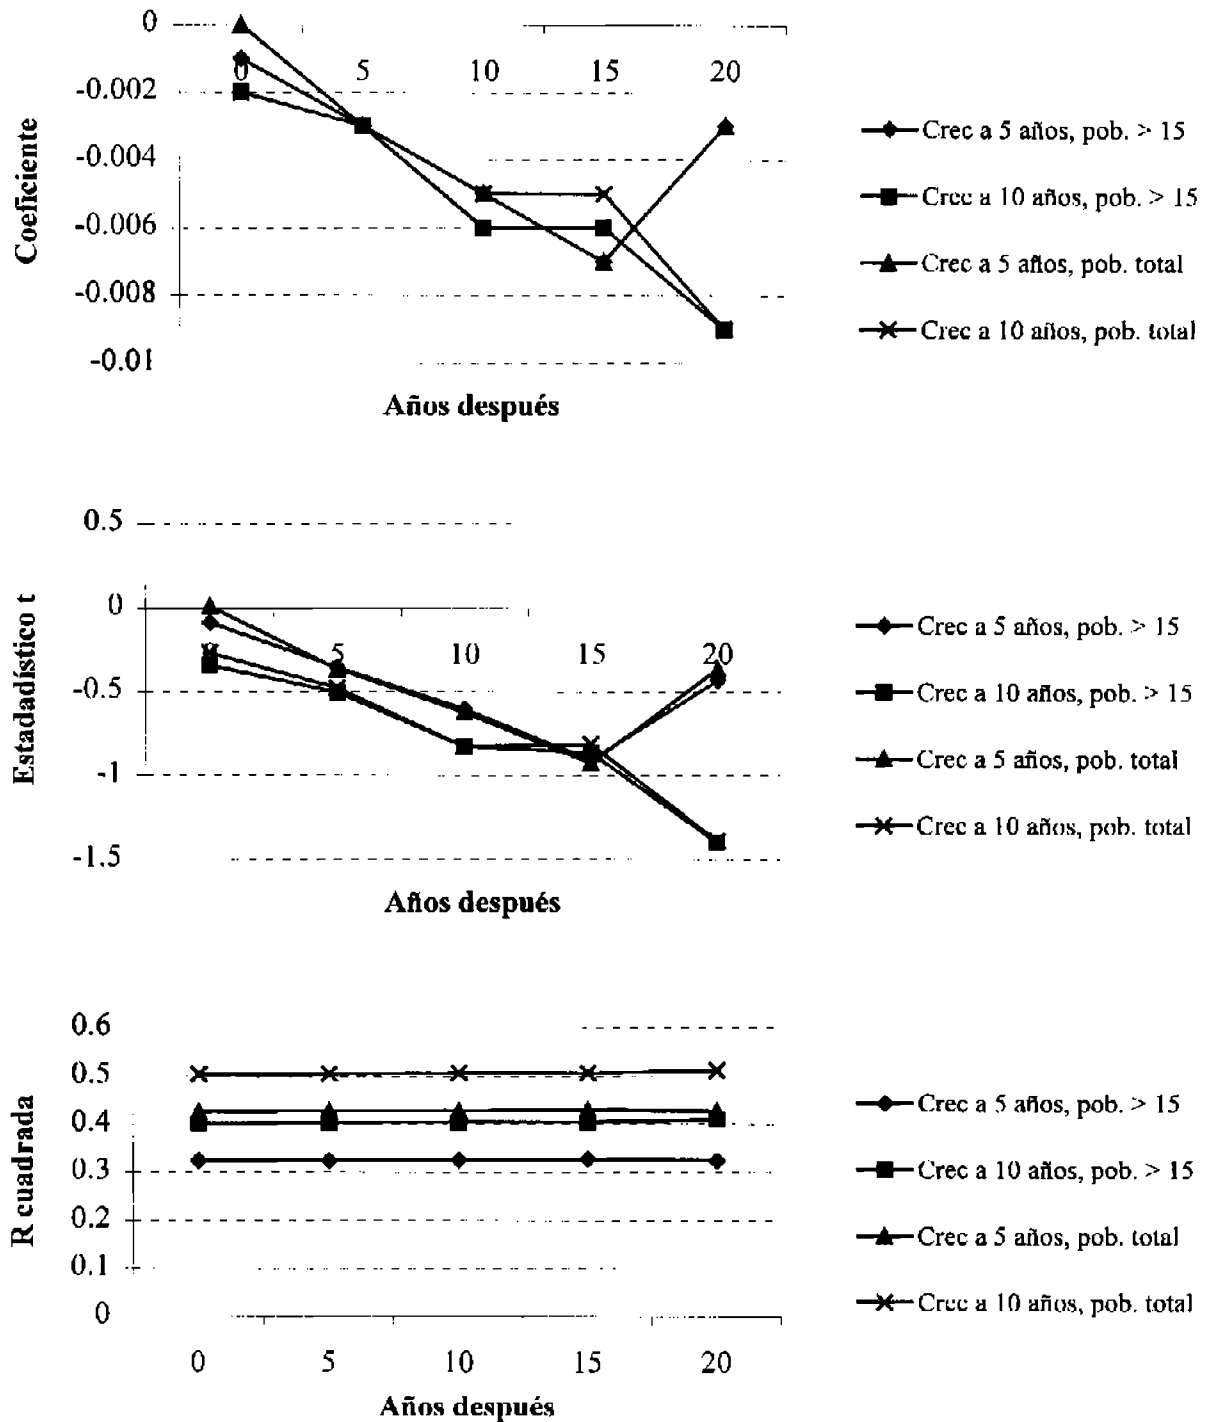 0
-0.002
-0.004
-0.006
-0.008
-0.01
0 5 10 15 20
Coeficiente
Años después
Crec a 5 años, pob. > 15
Crec a 10 años, pob. > 15
Crec a 5 años, pob. total
Crec a 10 años, pob. total
0.5
0
-0.5
-1
-1.5
5 10 15 20
Estadadístico t
Años después
Crec a 5 años, pob. > 15
Crec a 10 años, pob. > 15
Crec a 5 años, pob. total
Crec a 10 años, pob. total
0.6
0.5
0.4
0.3
0.2
0.1
0
0 5 10 15 20
R cuadrada
Años después
Crec a 5 años, pob. > 15
Crec a 10 años, pob. > 15
Crec a 5 años, pob. total
Crec a 10 años, pob. total